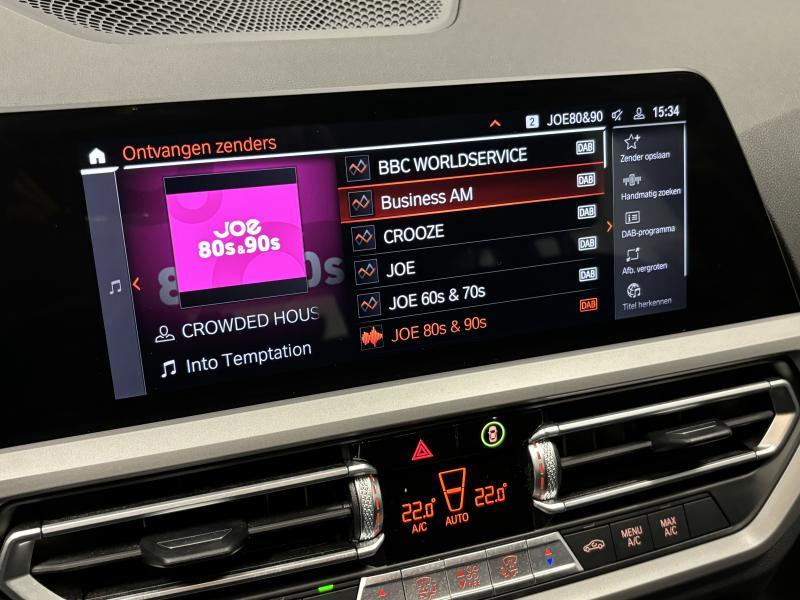 2 JOE80&90 15:34
Ontvangen zenders
JOE
80s & 90s
CROWDED HOUS
Into Temptation
BBC WORLDSERVICE DAB
Business AM DAB
CROOZE DAB
JOE DAB
JOE 60s & 70s DAB
JOE 80s & 90s DAB
Zender opslaan
Handmatig zoeken
DAB-programma
Afb. vergroten
Titel herkennen
22.0° 22.0°
A/C AUTO
MENU
A/C
MAX
A/C